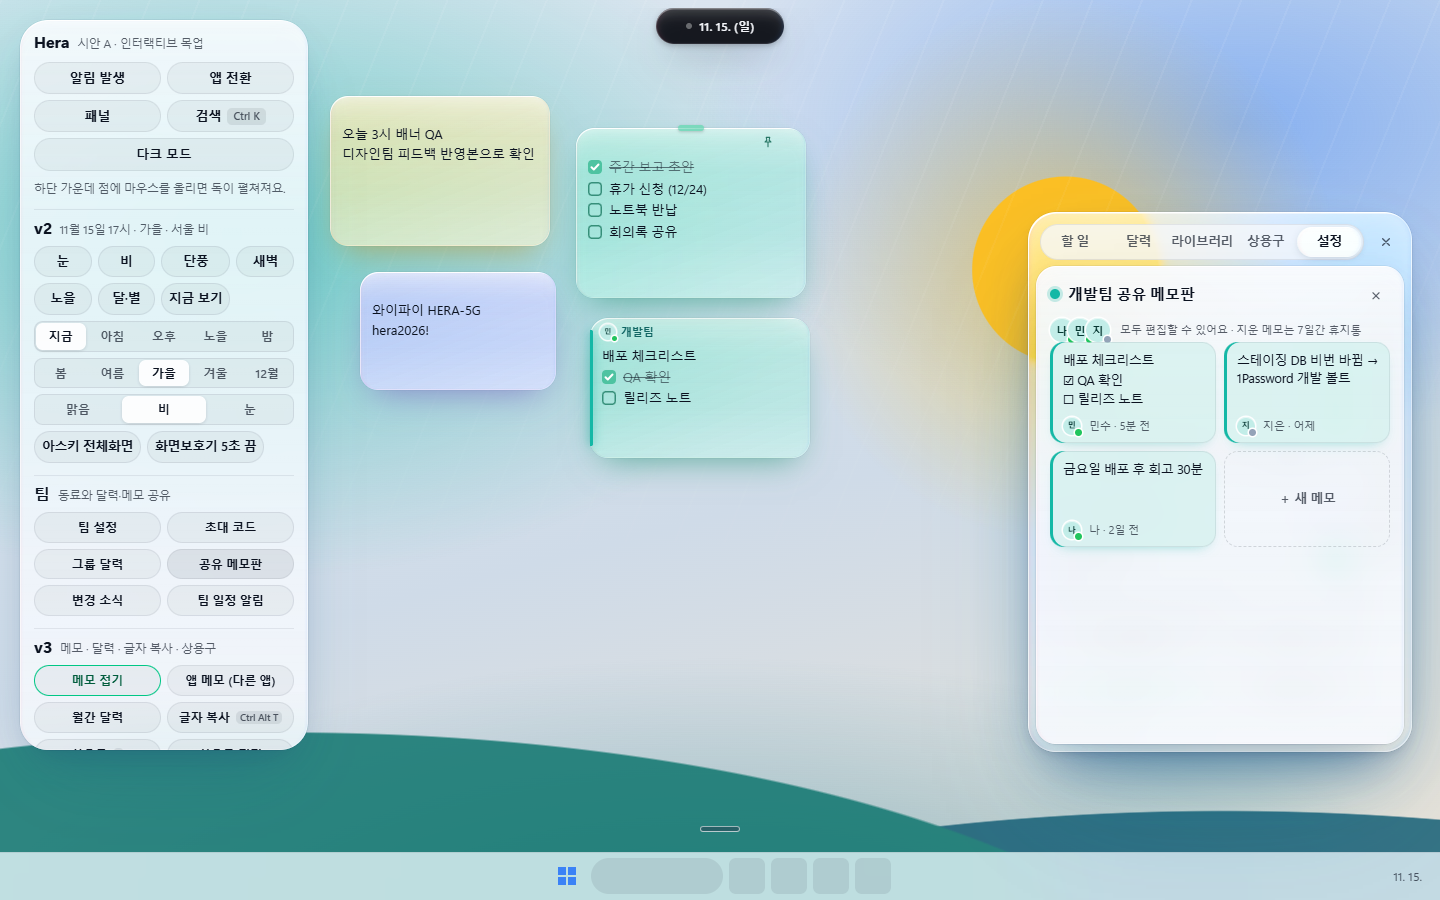 Hera 시안 A · 인터랙티브 목업
알림 발생
앱 전환
패널
검색 Ctrl K
다크 모드
하단 가운데 점에 마우스를 올리면 독이 펼쳐져요.
v2 11월 15일 17시 · 가을 · 서울 비
눈
비
단풍
새벽
노을
달·별
지금 보기
지금 아침 오후 노을 밤
봄 여름 가을 겨울 12월
맑음 비 눈
아스키 전체화면
화면보호기 5초 끔
팀 동료와 달력·메모 공유
팀 설정
초대 코드
그룹 달력
공유 메모판
변경 소식
팀 일정 알림
v3 메모 · 달력 · 글자 복사 · 상용구
메모 접기
앱 메모 (다른 앱)
월간 달력
글자 복사 Ctrl Alt T
11. 15. (일)
오늘 3시 배너 QA
디자인팀 피드백 반영본으로 확인
와이파이 HERA-5G
hera2026!
주간 보고 초안
휴가 신청 (12/24)
노트북 반납
회의록 공유
민 개발팀
배포 체크리스트
QA 확인
릴리즈 노트
할 일 달력 라이브러리 상용구 설정
개발팀 공유 메모판
나 민 지 모두 편집할 수 있어요 · 지운 메모는 7일간 휴지통
배포 체크리스트
☑ QA 확인
☐ 릴리즈 노트
민 민수 · 5분 전
스테이징 DB 비번 바뀜 →
1Password 개발 볼트
지 지은 · 어제
금요일 배포 후 회고 30분
나 나 · 2일 전
+ 새 메모
11. 15.